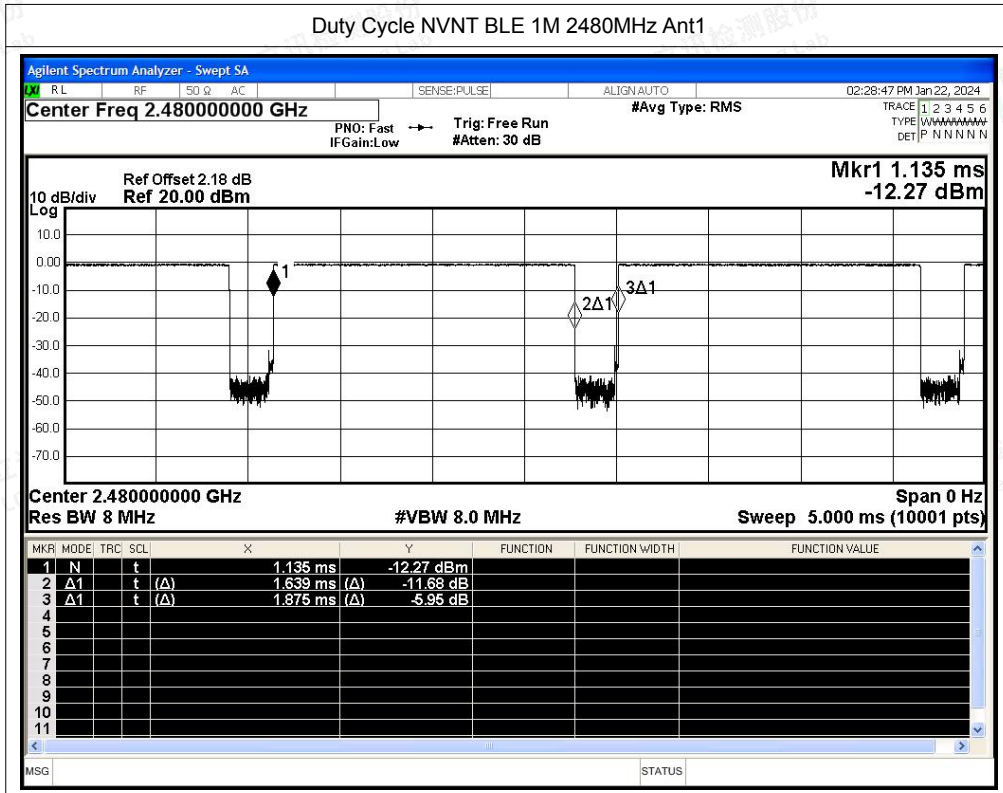 Duty Cycle NVNT BLE 1M 2480MHz Ant1
Agilent Spectrum Analyzer - Swept SA
LXI RL RF 50 Ω AC SENSE:PULSE ALIGN AUTO 02:28:47 PM Jan 22, 2024
Center Freq 2.480000000 GHz #Avg Type: RMS TRACE 1 2 3 4 5 6
PNO: Fast Trig: Free Run TYPE WWWWWW
IFGain:Low #Atten: 30 dB DET P N N N N N
Mkr1 1.135 ms
Ref Offset 2.18 dB
10 dB/div Ref 20.00 dBm -12.27 dBm
Log
10.0
0.00
1
-10.0
2Δ1 3Δ1
-20.0
-30.0
-40.0
-50.0
-60.0
-70.0
Center 2.480000000 GHz Span 0 Hz
Res BW 8 MHz #VBW 8.0 MHz Sweep 5.000 ms (10001 pts)
MKR MODE TRC SCL X Y FUNCTION FUNCTION WIDTH FUNCTION VALUE
1 N t 1.135 ms -12.27 dBm
2 Δ1 t (Δ) 1.639 ms (Δ) -11.68 dB
3 Δ1 t (Δ) 1.875 ms (Δ) -5.95 dB
4
5
6
7
8
9
10
11
MSG STATUS